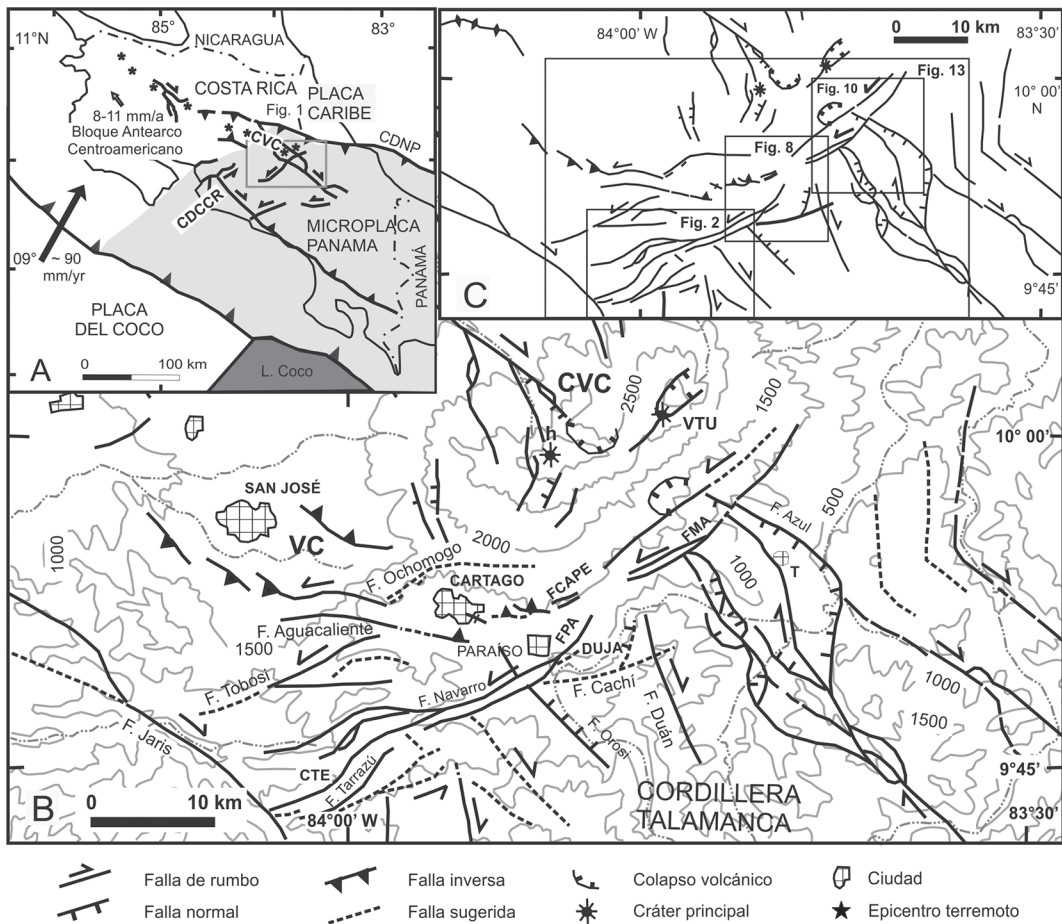 85°
83°
11°N
NICARAGUA
COSTA RICA
Fig. 1
PLACA
CARIBE
8-11 mm/a
Bloque Antearco
Centroamericano
CVC
CDNP
CDCCR
MICROPLACA
PANAMA
PANAMÁ
09°
~ 90
mm/yr
PLACA
DEL COCO
0 100 km
A
L. Coco
84°00' W
0 10 km
83°30'
Fig. 13
Fig. 10
10° 00'
N
Fig. 8
Fig. 2
C
9°45'
CVC
2500
1500
VTU
h
10° 00'
500
SAN JOSÉ
VC
1000
2000
F. Ochomogo
CARTAGO
FCAPE
FMA
F. Azul
1000
T
F. Aguacaliente
1500
PARAÍSO
FPA
DUJA
F. Tobosi
F. Navarro
F. Cachí
F. Duán
F. Orosi
1000
1500
F. Jaris
CTE
F. Tarrazú
9°45'
B
0 10 km
84°00' W
CORDILLERA
TALAMANCA
83°30'
Falla de rumbo
Falla inversa
Colapso volcánico
Ciudad
Falla normal
Falla sugerida
Cráter principal
Epicentro terremoto